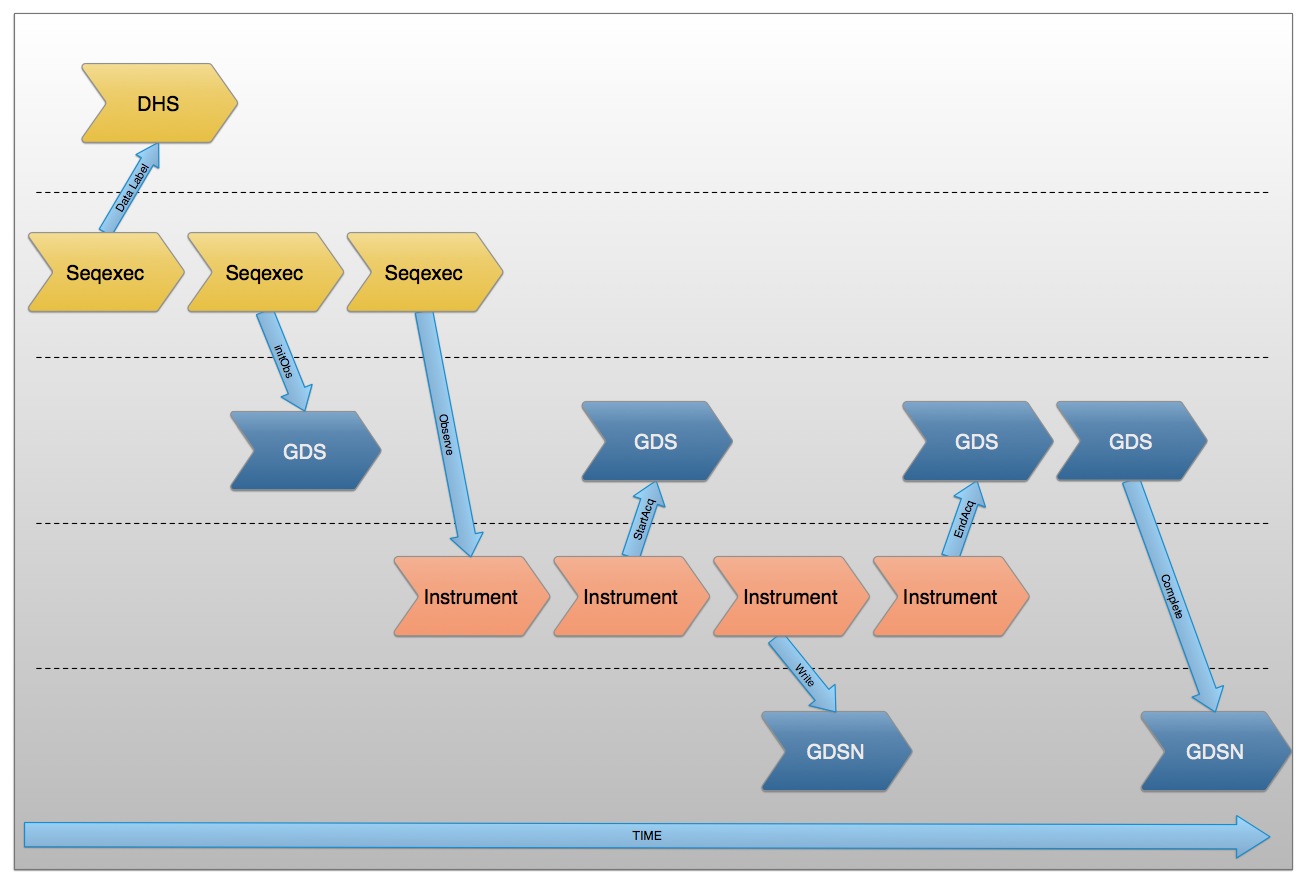 DHS
Data Label
Seqexec
Seqexec
Seqexec
initObs
Observe
GDS
GDS
GDS
GDS
StartAcq
EndAcq
Complete
Instrument
Instrument
Instrument
Instrument
Write
GDSN
GDSN
TIME